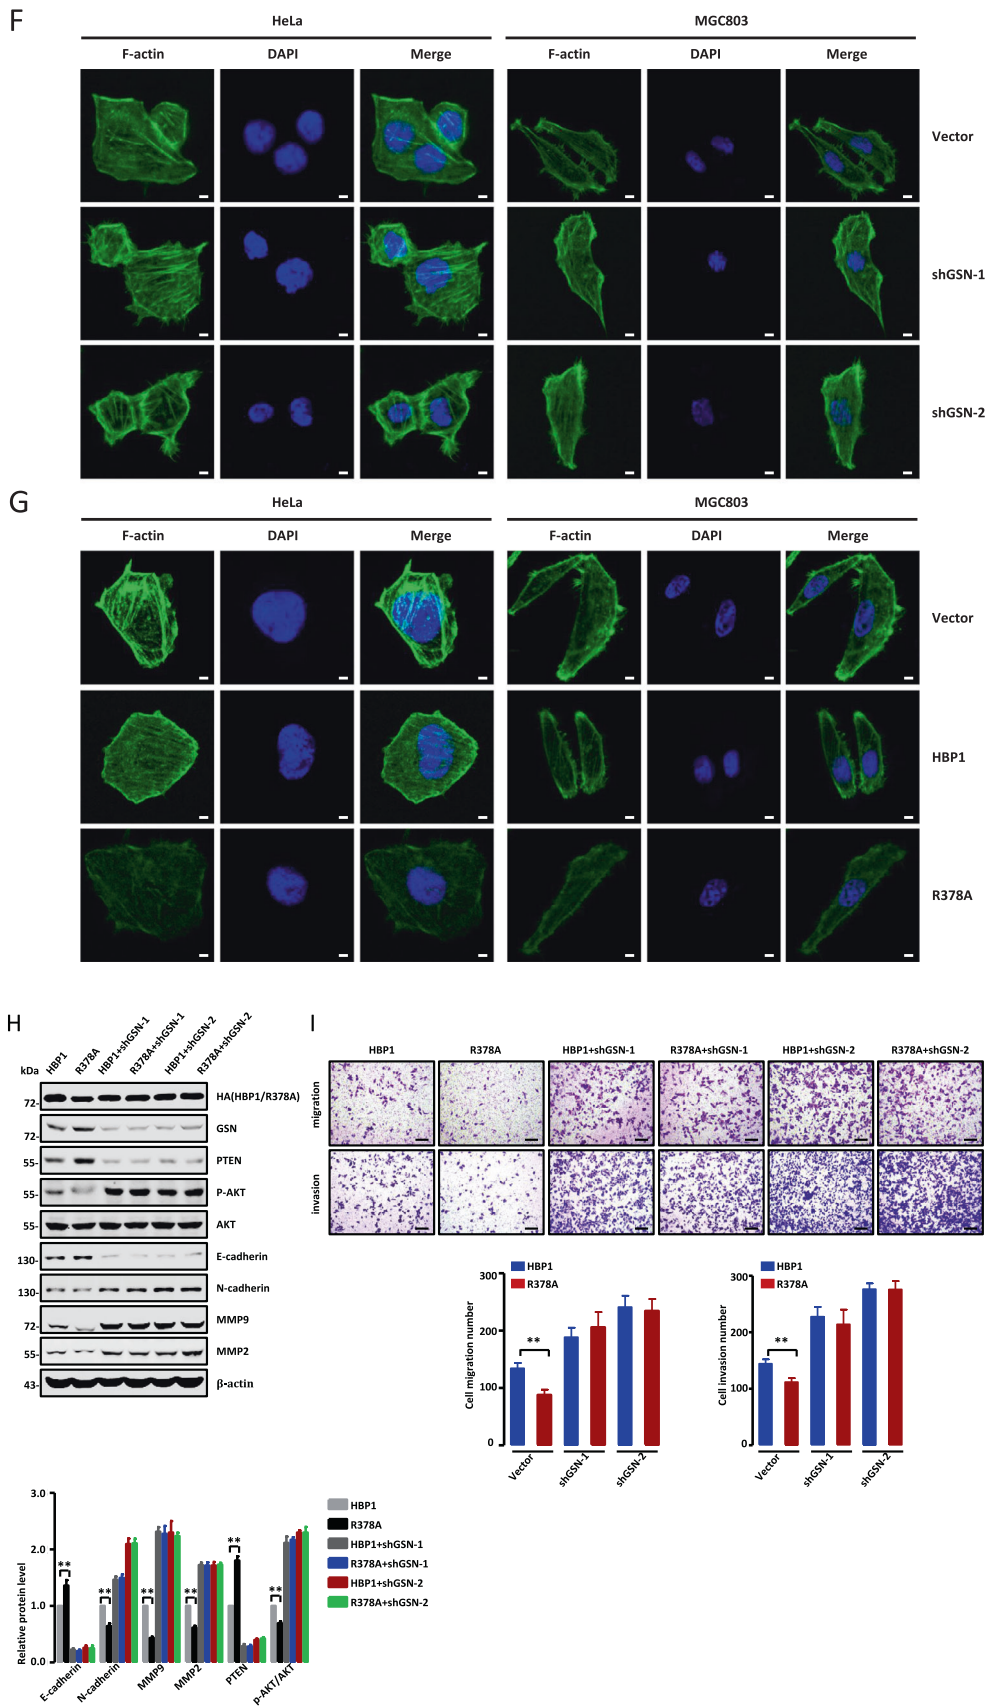 F
HeLa MGC803
F-actin DAPI Merge F-actin DAPI Merge
Vector
shGSN-1
shGSN-2
G
HeLa MGC803
F-actin DAPI Merge F-actin DAPI Merge
Vector
HBP1
R378A
H
HBP1 R378A HBP1+shGSN-1 R378A+shGSN-1 HBP1+shGSN-2 R378A+shGSN-2
kDa
72- HA(HBP1/R378A)
72- GSN
55- PTEN
55- P-AKT
55- AKT
130- E-cadherin
130- N-cadherin
72- MMP9
55- MMP2
43- β-actin
3.0
2.0
1.0
0.0
Relative protein level
** ** ** ** ** **
E-cadherin N-cadherin MMP9 MMP2 PTEN p-AKT/AKT
HBP1
R378A
HBP1+shGSN-1
R378A+shGSN-1
HBP1+shGSN-2
R378A+shGSN-2
I
HBP1 R378A HBP1+shGSN-1 R378A+shGSN-1 HBP1+shGSN-2 R378A+shGSN-2
migration
invasion
HBP1
R378A
300
200
100
0
Cell migration number
**
Vector shGSN-1 shGSN-2
HBP1
R378A
300
200
100
0
Cell invasion number
**
Vector shGSN-1 shGSN-2